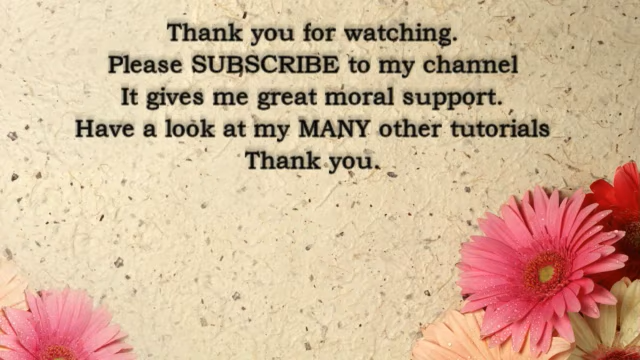 Thank you for watching.
Please SUBSCRIBE to my channel
It gives me great moral support.
Have a look at my MANY other tutorials
Thank you.